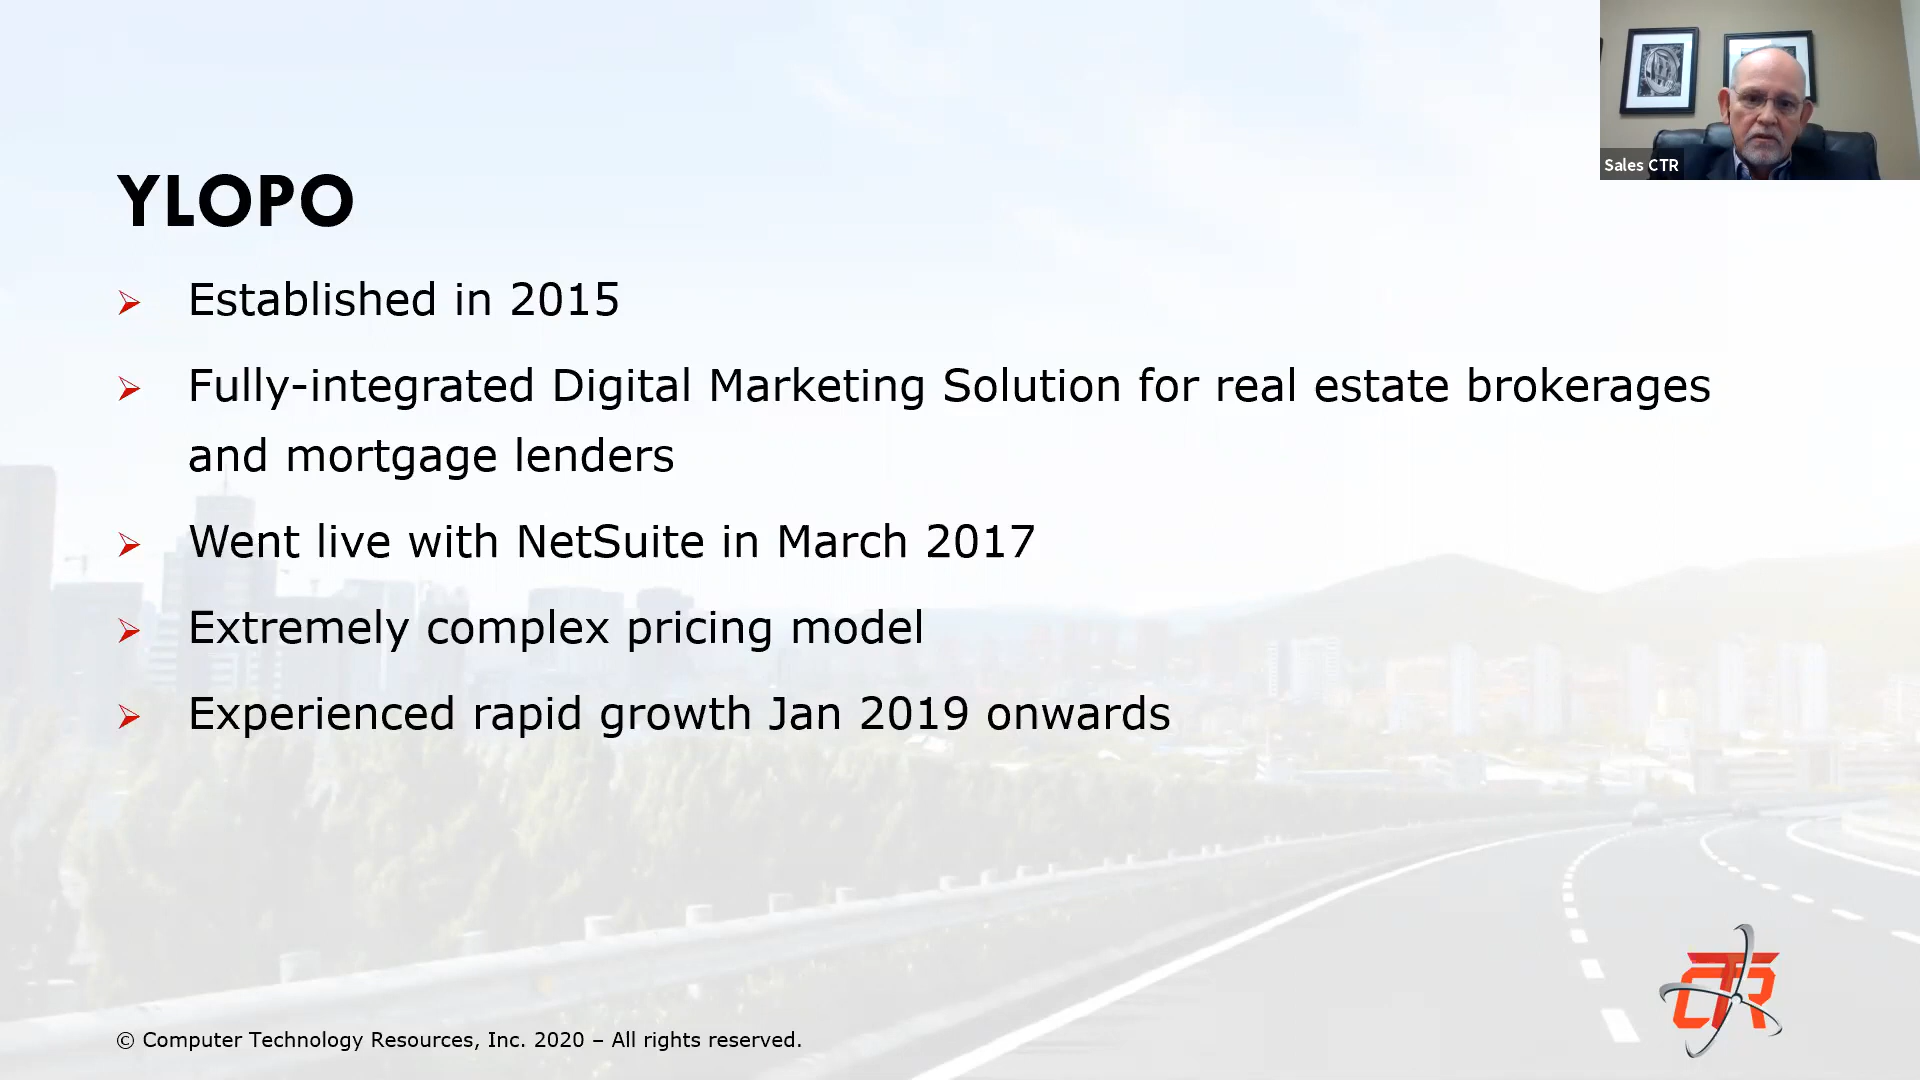 Sales CTR
YLOPO
Established in 2015
Fully-integrated Digital Marketing Solution for real estate brokerages
and mortgage lenders
Went live with NetSuite in March 2017
Extremely complex pricing model
Experienced rapid growth Jan 2019 onwards
CTR
© Computer Technology Resources, Inc. 2020 – All rights reserved.